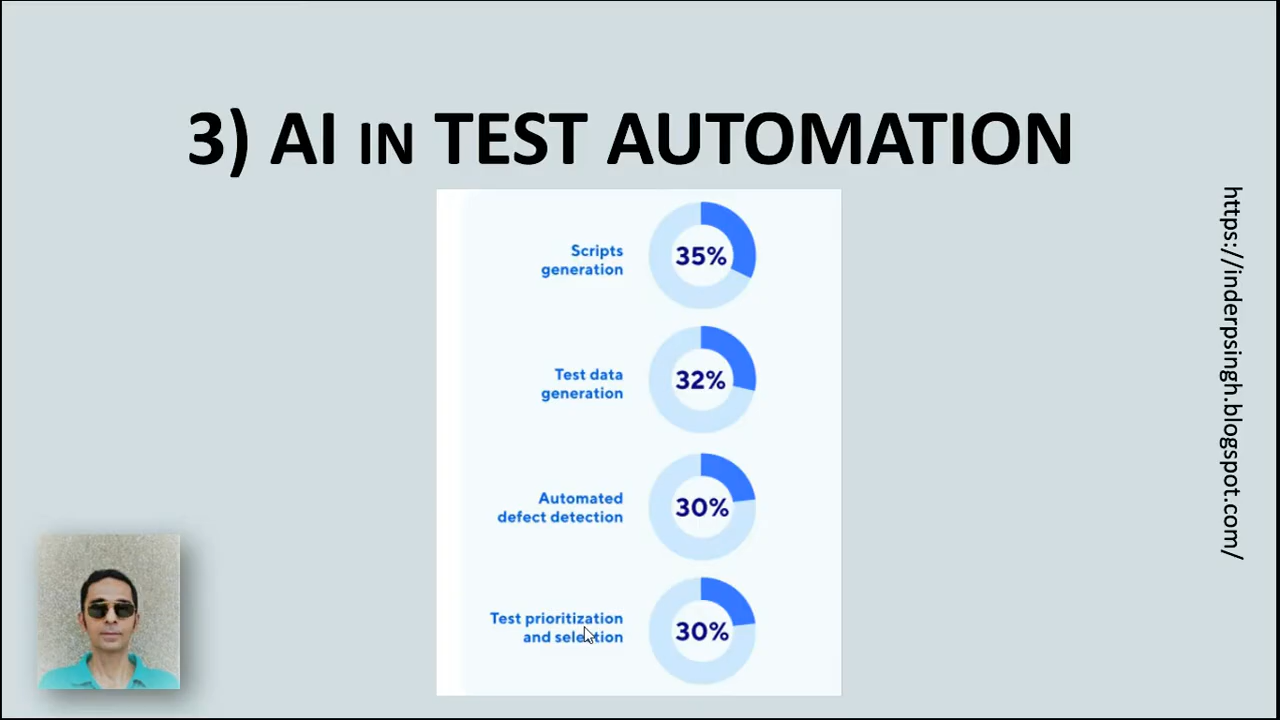 3) AI IN TEST AUTOMATION
Scripts
generation
35%
Test data
generation
32%
Automated
defect detection
30%
Test prioritization
and selection
30%
https://inderpsingh.blogspot.com/